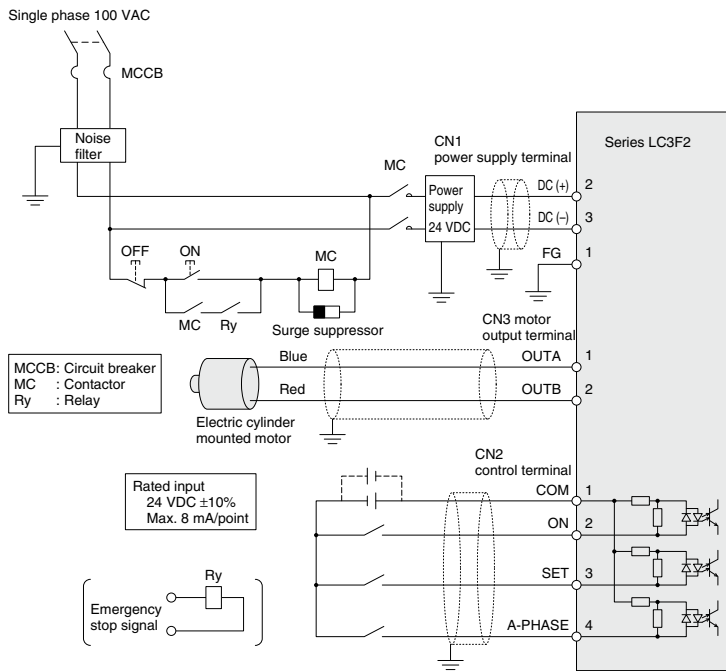 Single phase 100 VAC
MCCB
Noise
filter
MC
CN1
power supply terminal
Series LC3F2
Power
supply
24 VDC
DC (+)
2
DC (–)
3
FG
1
OFF
ON
MC
MC
Ry
Surge suppressor
CN3 motor
output terminal
Blue
OUTA
1
Red
OUTB
2
MCCB: Circuit breaker
MC : Contactor
Ry : Relay
Electric cylinder
mounted motor
CN2
control terminal
Rated input
24 VDC ±10%
Max. 8 mA/point
COM
1
ON
2
SET
3
A-PHASE
4
Ry
Emergency
stop signal